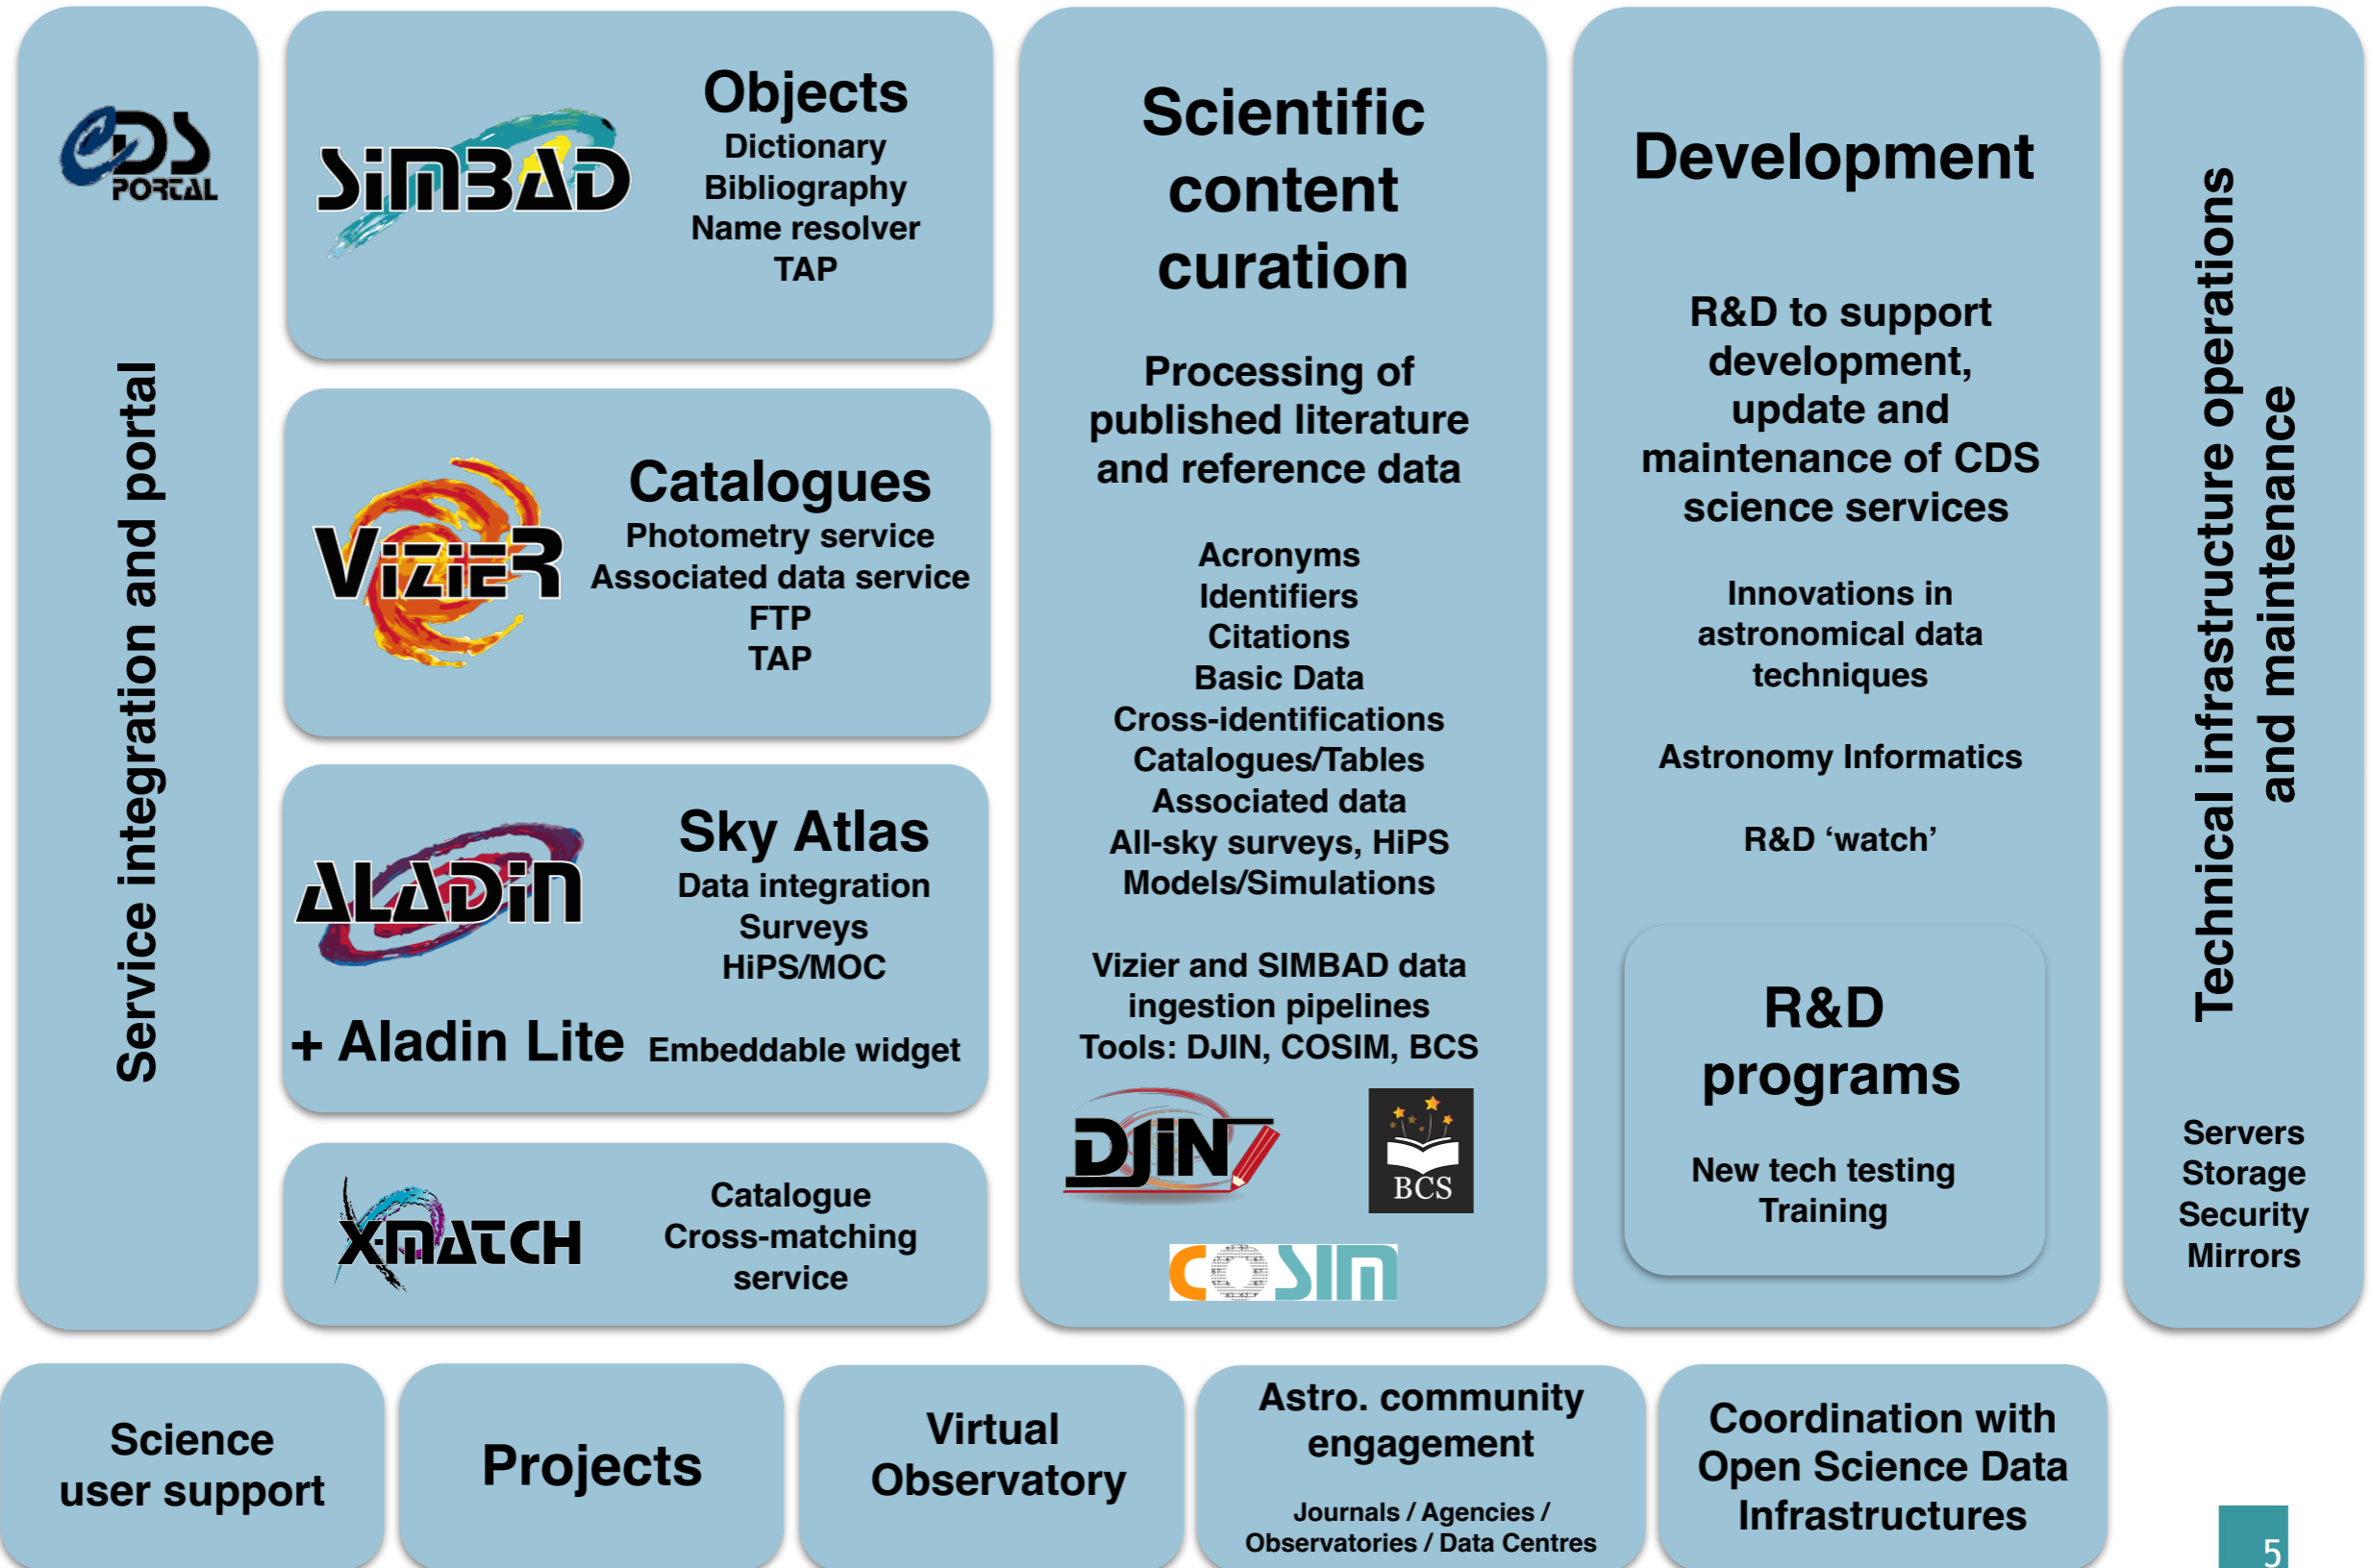 CDS
PORTAL
Service integration and portal
SiMBAD
Objects
Dictionary
Bibliography
Name resolver
TAP
ViZieR
Catalogues
Photometry service
Associated data service
FTP
TAP
ALADiN
Sky Atlas
Data integration
Surveys
HiPS/MOC
+ Aladin Lite Embeddable widget
X-MATCH
Catalogue
Cross-matching
service
Scientific
content
curation
Processing of
published literature
and reference data
Acronyms
Identifiers
Citations
Basic Data
Cross-identifications
Catalogues/Tables
Associated data
All-sky surveys, HiPS
Models/Simulations
Vizier and SIMBAD data
ingestion pipelines
Tools: DJIN, COSIM, BCS
DJiN
BCS
COSIM
Development
R&D to support
development,
update and
maintenance of CDS
science services
Innovations in
astronomical data
techniques
Astronomy Informatics
R&D ‘watch’
R&D
programs
New tech testing
Training
Technical infrastructure operations
and maintenance
Servers
Storage
Security
Mirrors
Science
user support
Projects
Virtual
Observatory
Astro. community
engagement
Journals / Agencies /
Observatories / Data Centres
Coordination with
Open Science Data
Infrastructures
5